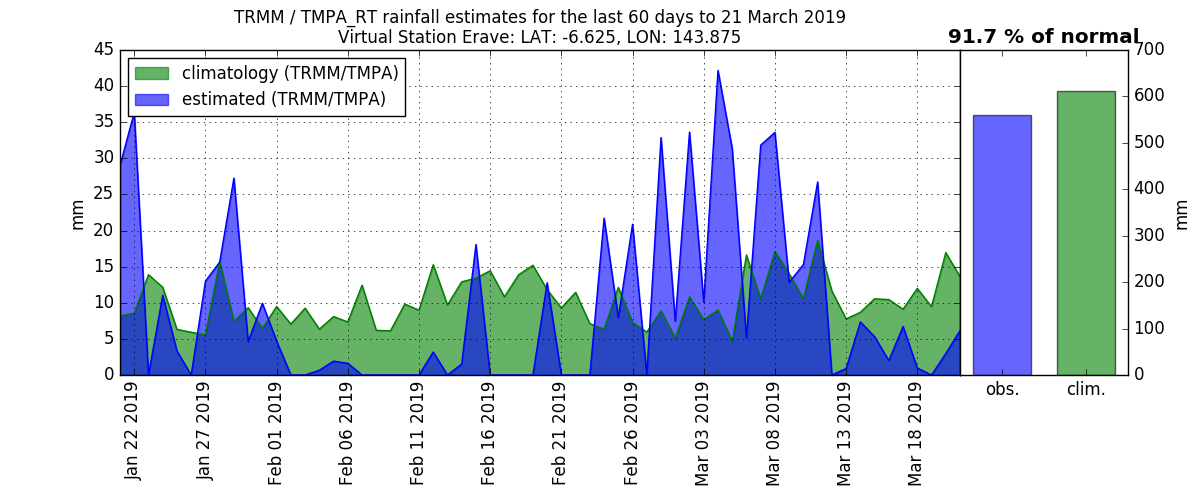 TRMM / TMPA_RT rainfall estimates for the last 60 days to 21 March 2019
Virtual Station Erave: LAT: -6.625, LON: 143.875
91.7 % of normal
climatology (TRMM/TMPA)
estimated (TRMM/TMPA)
mm
45
40
35
30
25
20
15
10
5
0
Jan 22 2019
Jan 27 2019
Feb 01 2019
Feb 06 2019
Feb 11 2019
Feb 16 2019
Feb 21 2019
Feb 26 2019
Mar 03 2019
Mar 08 2019
Mar 13 2019
Mar 18 2019
700
600
500
400
300
200
100
0
mm
obs.
clim.